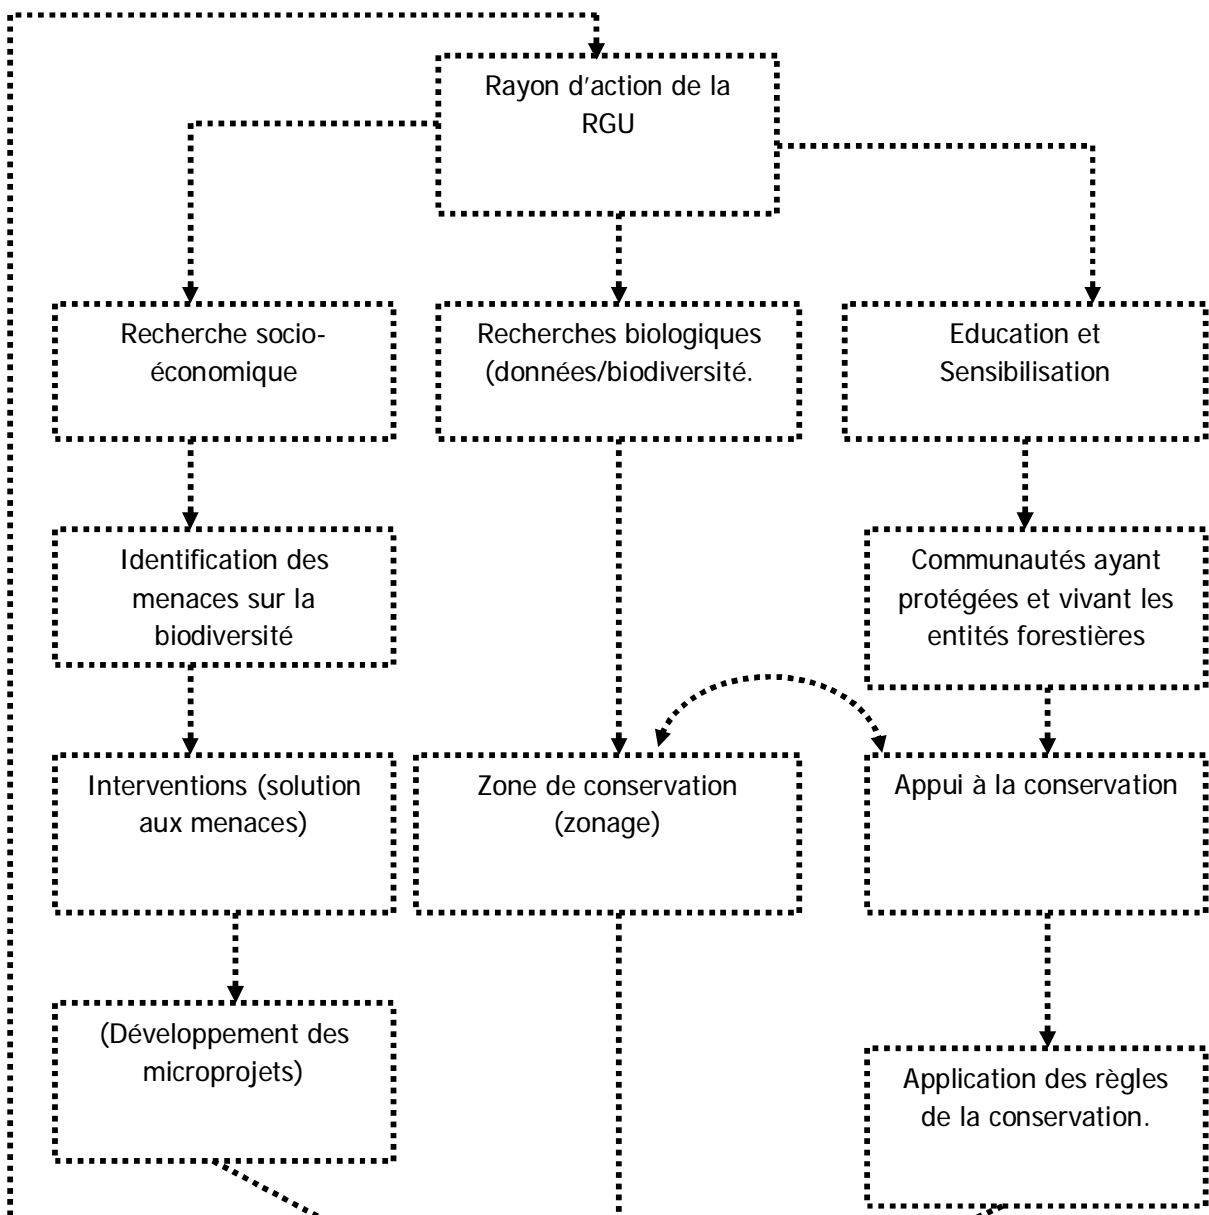 Rayon d'action de la
RGU
Recherche socio-
économique
Recherches biologiques
(données/biodiversité.
Education et
Sensibilisation
Identification des
menaces sur la
biodiversité
Communautés ayant
protégées et vivant les
entités forestières
Interventions (solution
aux menaces)
Zone de conservation
(zonage)
Appui à la conservation
(Développement des
microprojets)
Application des règles
de la conservation.